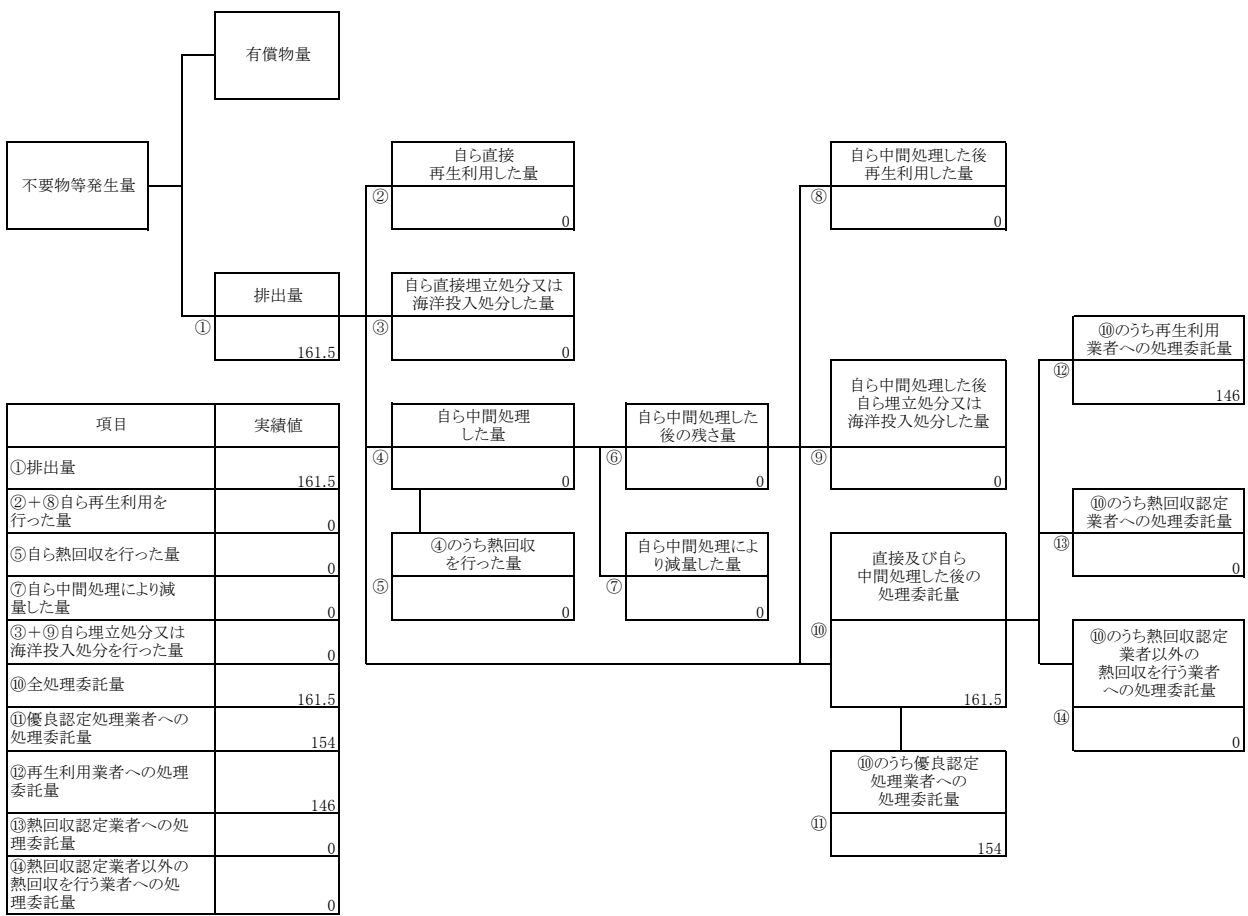 有償物量
不要物等発生量
自ら直接
再生利用した量
②
0
自ら中間処理した後
再生利用した量
⑧
0
排出量
①
161.5
自ら直接埋立処分又は
海洋投入処分した量
③
0
⑩のうち再生利用
業者への処理委託量
⑫
146
自ら中間処理した後
自ら埋立処分又は
海洋投入処分した量
⑨
0
自ら中間処理
した量
④
0
自ら中間処理した
後の残さ量
⑥
0
④のうち熱回収
を行った量
⑤
0
自ら中間処理によ
り減量した量
⑦
0
直接及び自ら
中間処理した後の
処理委託量
⑩
161.5
⑩のうち熱回収認定
業者への処理委託量
⑬
0
⑩のうち熱回収認定
業者以外の
熱回収を行う業者
への処理委託量
⑭
0
⑩のうち優良認定
処理業者への
処理委託量
⑪
154
項目 実績値
①排出量
161.5
②+⑧自ら再生利用を
行った量
0
⑤自ら熱回収を行った量
0
⑦自ら中間処理により減
量した量
0
③+⑨自ら埋立処分又は
海洋投入処分を行った量
0
⑩全処理委託量
161.5
⑪優良認定処理業者への
処理委託量
154
⑫再生利用業者への処理
委託量
146
⑬熱回収認定業者への処
理委託量
0
⑭熱回収認定業者以外の
熱回収を行う業者への処
理委託量
0